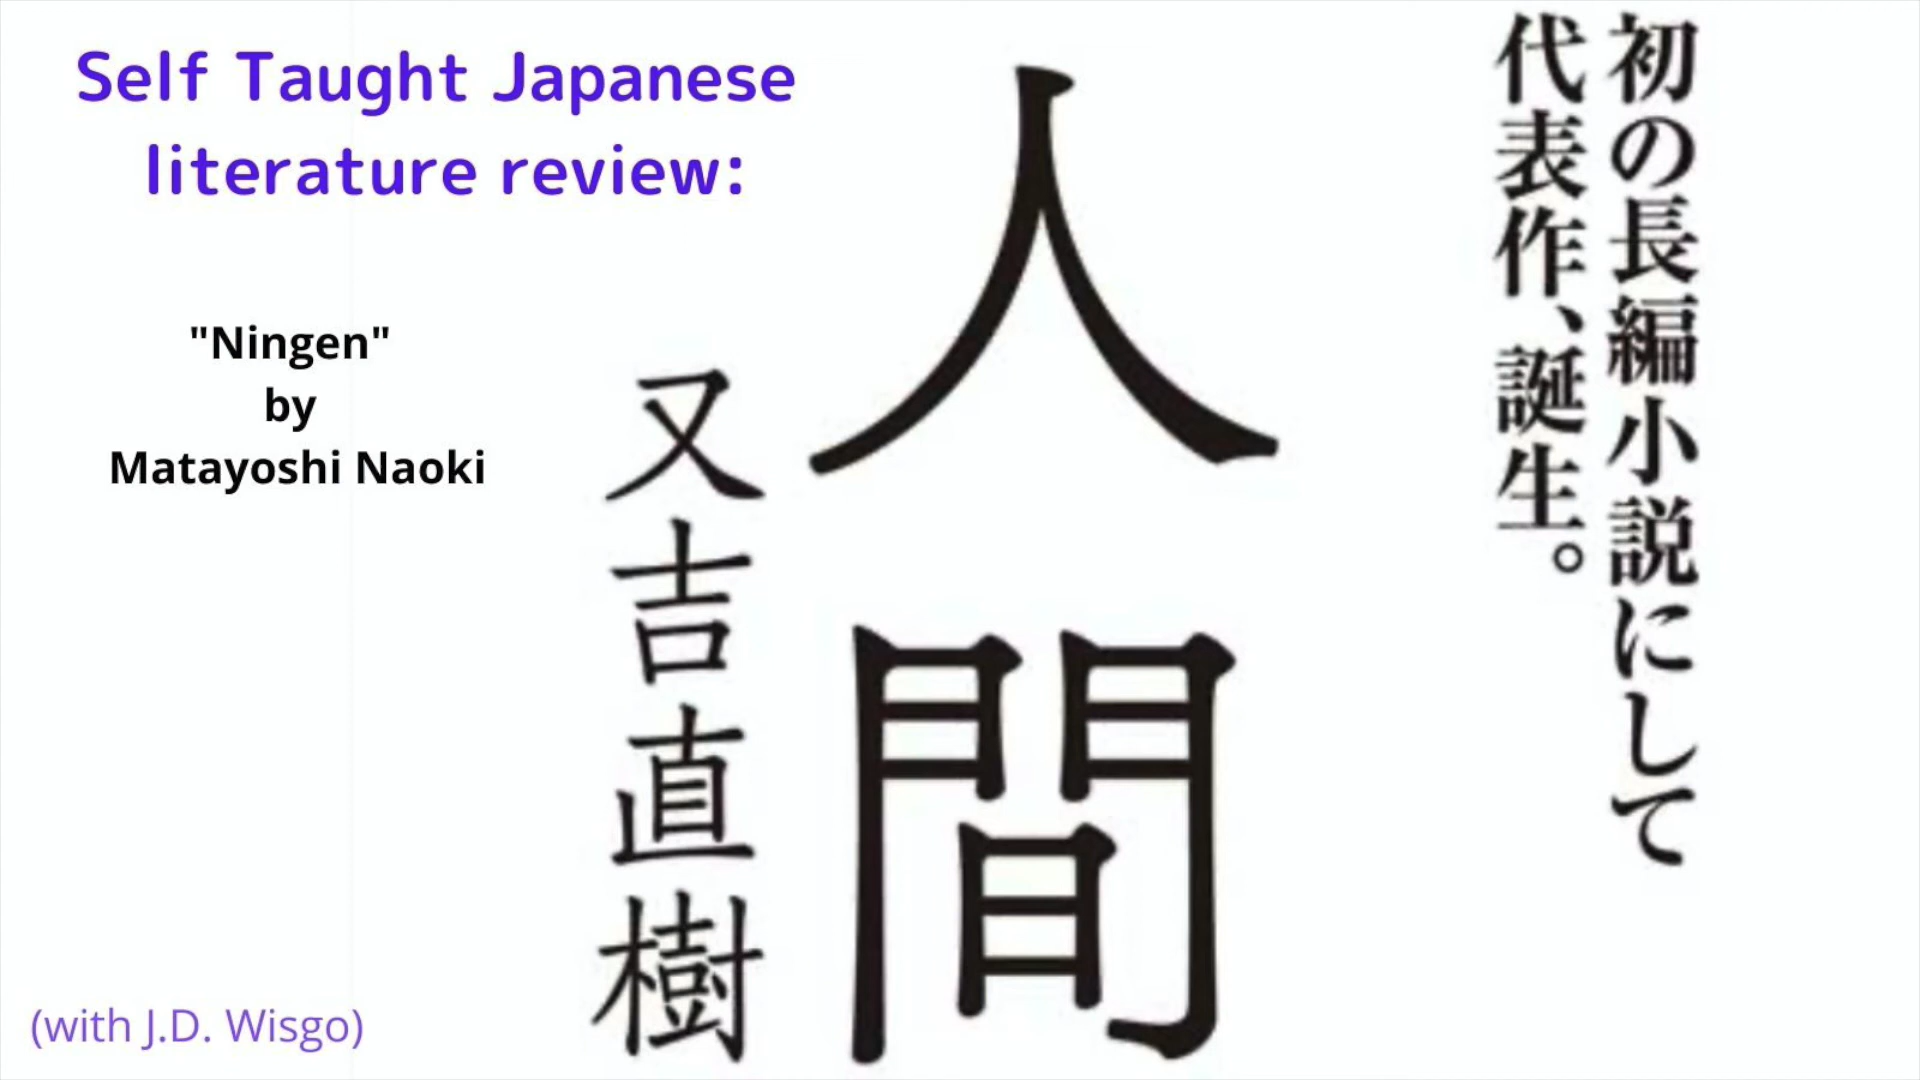 Self Taught Japanese
literature review:
"Ningen"
by
Matayoshi Naoki
(with J.D. Wisgo)
初の長編小説にして
代表作、誕生。
人間
又吉直樹